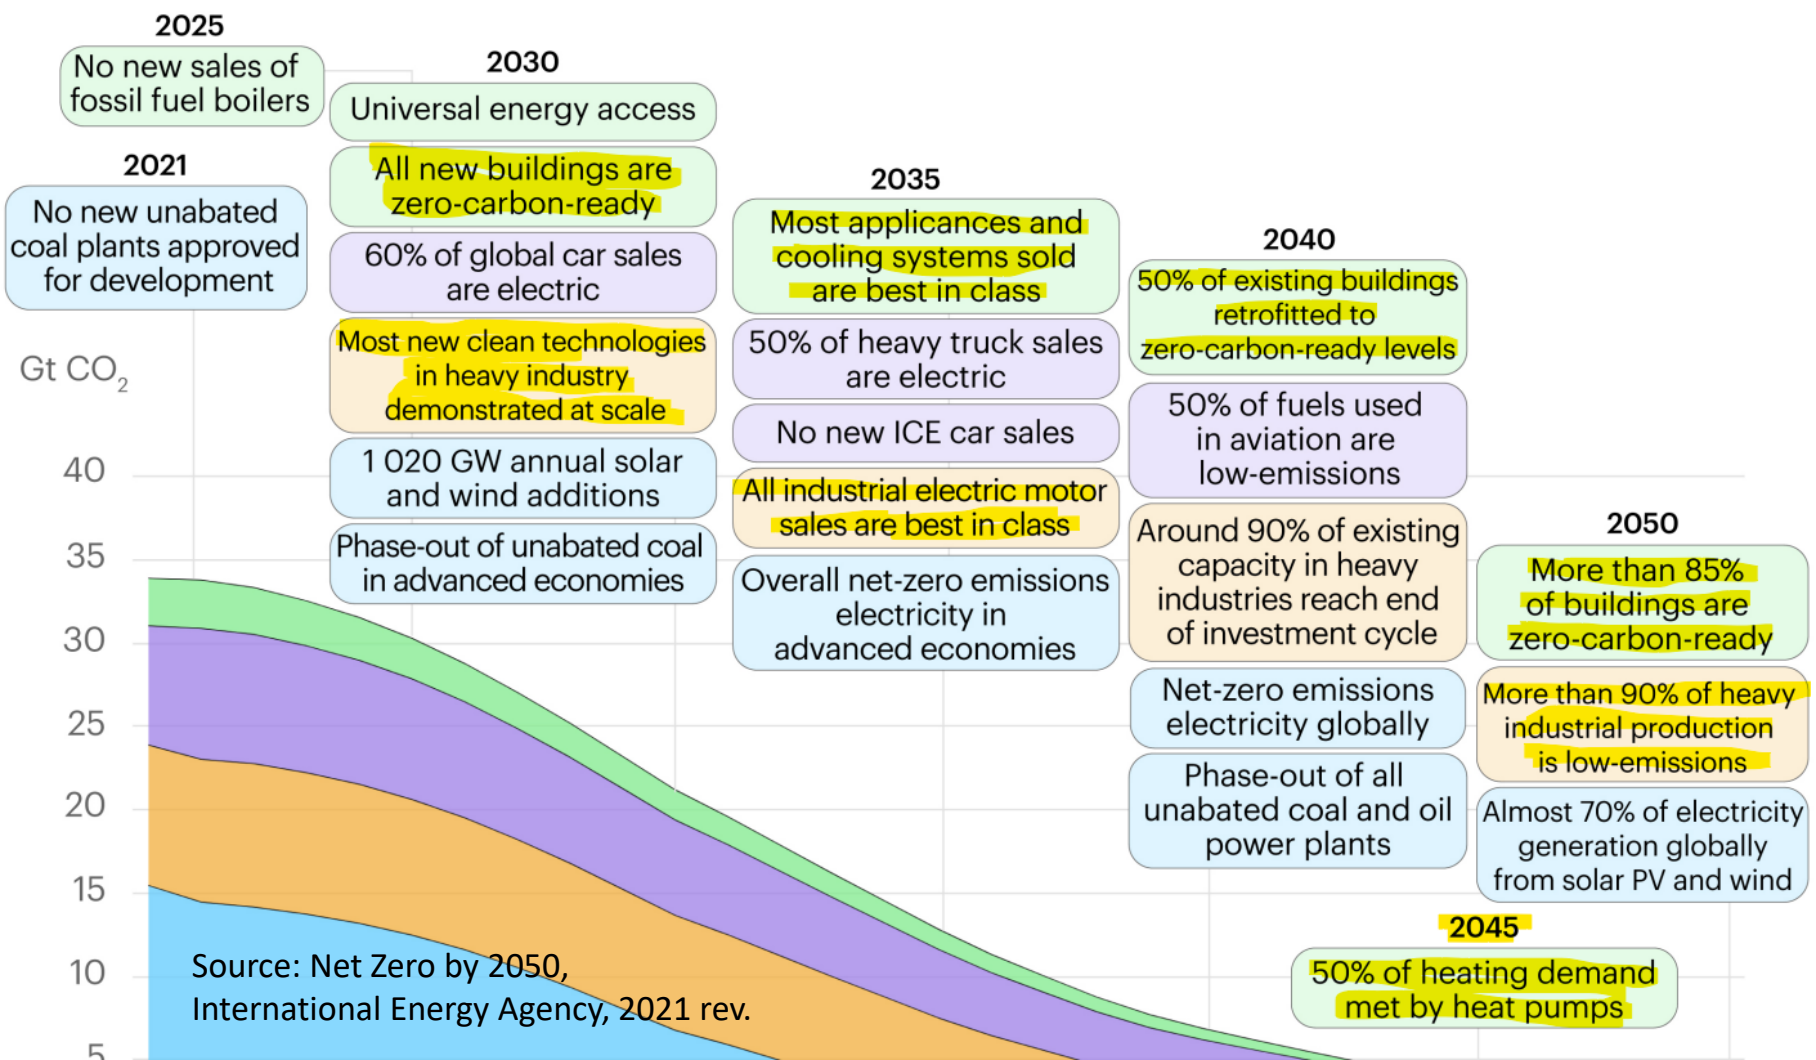 2025
No new sales of
fossil fuel boilers
2021
No new unabated
coal plants approved
for development
2030
Universal energy access
All new buildings are
zero-carbon-ready
60% of global car sales
are electric
Most new clean technologies
in heavy industry
demonstrated at scale
1 020 GW annual solar
and wind additions
Phase-out of unabated coal
in advanced economies
2035
Most applicances and
cooling systems sold
are best in class
50% of heavy truck sales
are electric
No new ICE car sales
All industrial electric motor
sales are best in class
Overall net-zero emissions
electricity in
advanced economies
2040
50% of existing buildings
retrofitted to
zero-carbon-ready levels
50% of fuels used
in aviation are
low-emissions
Around 90% of existing
capacity in heavy
industries reach end
of investment cycle
Net-zero emissions
electricity globally
Phase-out of all
unabated coal and oil
power plants
2050
More than 85%
of buildings are
zero-carbon-ready
More than 90% of heavy
industrial production
is low-emissions
Almost 70% of electricity
generation globally
from solar PV and wind
2045
50% of heating demand
met by heat pumps
Gt CO₂
40
35
30
25
20
15
10
5
Source: Net Zero by 2050,
International Energy Agency, 2021 rev.